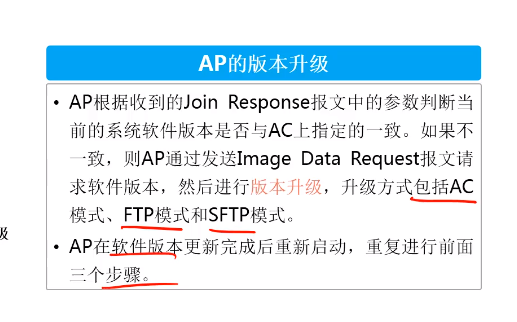 AP的版本升级
• AP根据收到的Join Response报文中的参数判断当
前的系统软件版本是否与AC上指定的一致。如果不
一致，则AP通过发送Image Data Request报文请
求软件版本，然后进行版本升级，升级方式包括AC
模式、FTP模式和SFTP模式。
级
• AP在软件版本更新完成后重新启动，重复进行前面
三个步骤。